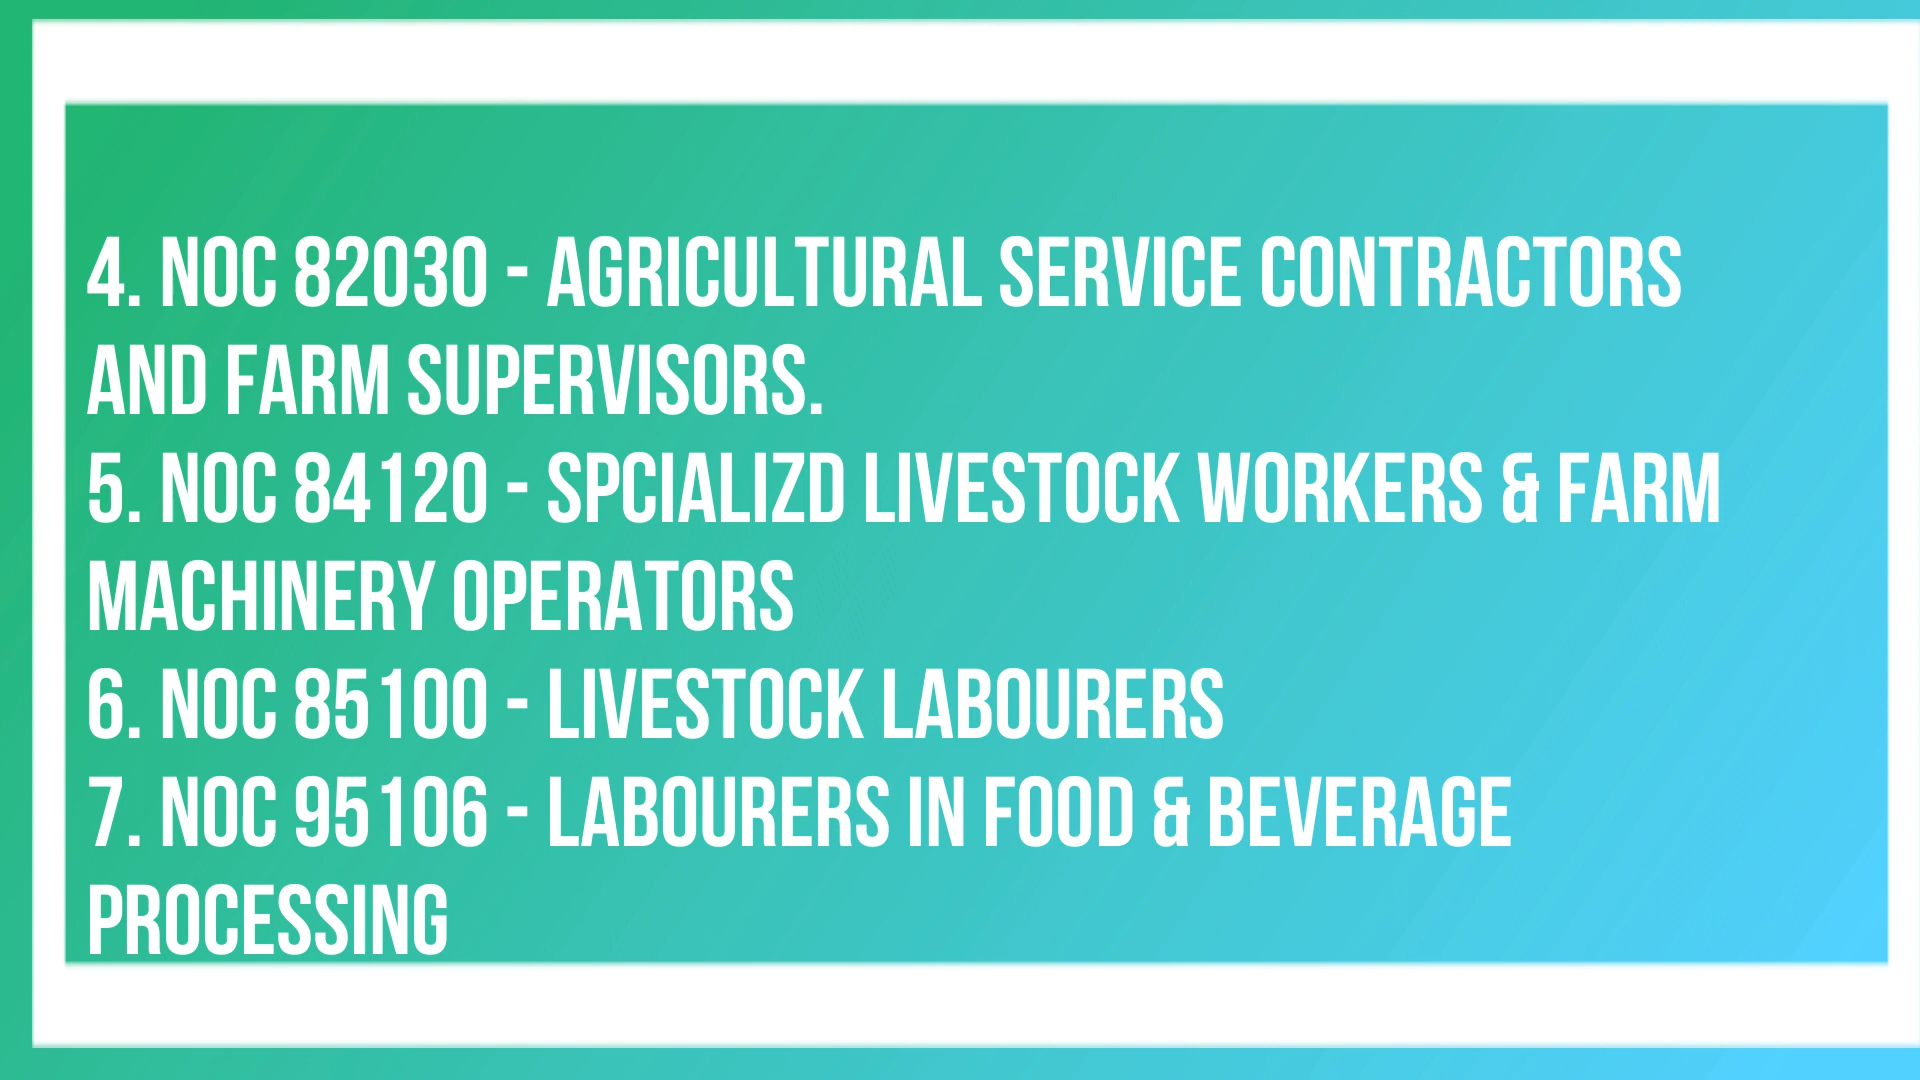 4. NOC 82030 - AGRICULTURAL SERVICE CONTRACTORS
AND FARM SUPERVISORS.
5. NOC 84120 - SPCIALIZD LIVESTOCK WORKERS & FARM
MACHINERY OPERATORS
6. NOC 85100 - LIVESTOCK LABOURERS
7. NOC 95106 - LABOURERS IN FOOD & BEVERAGE
PROCESSING